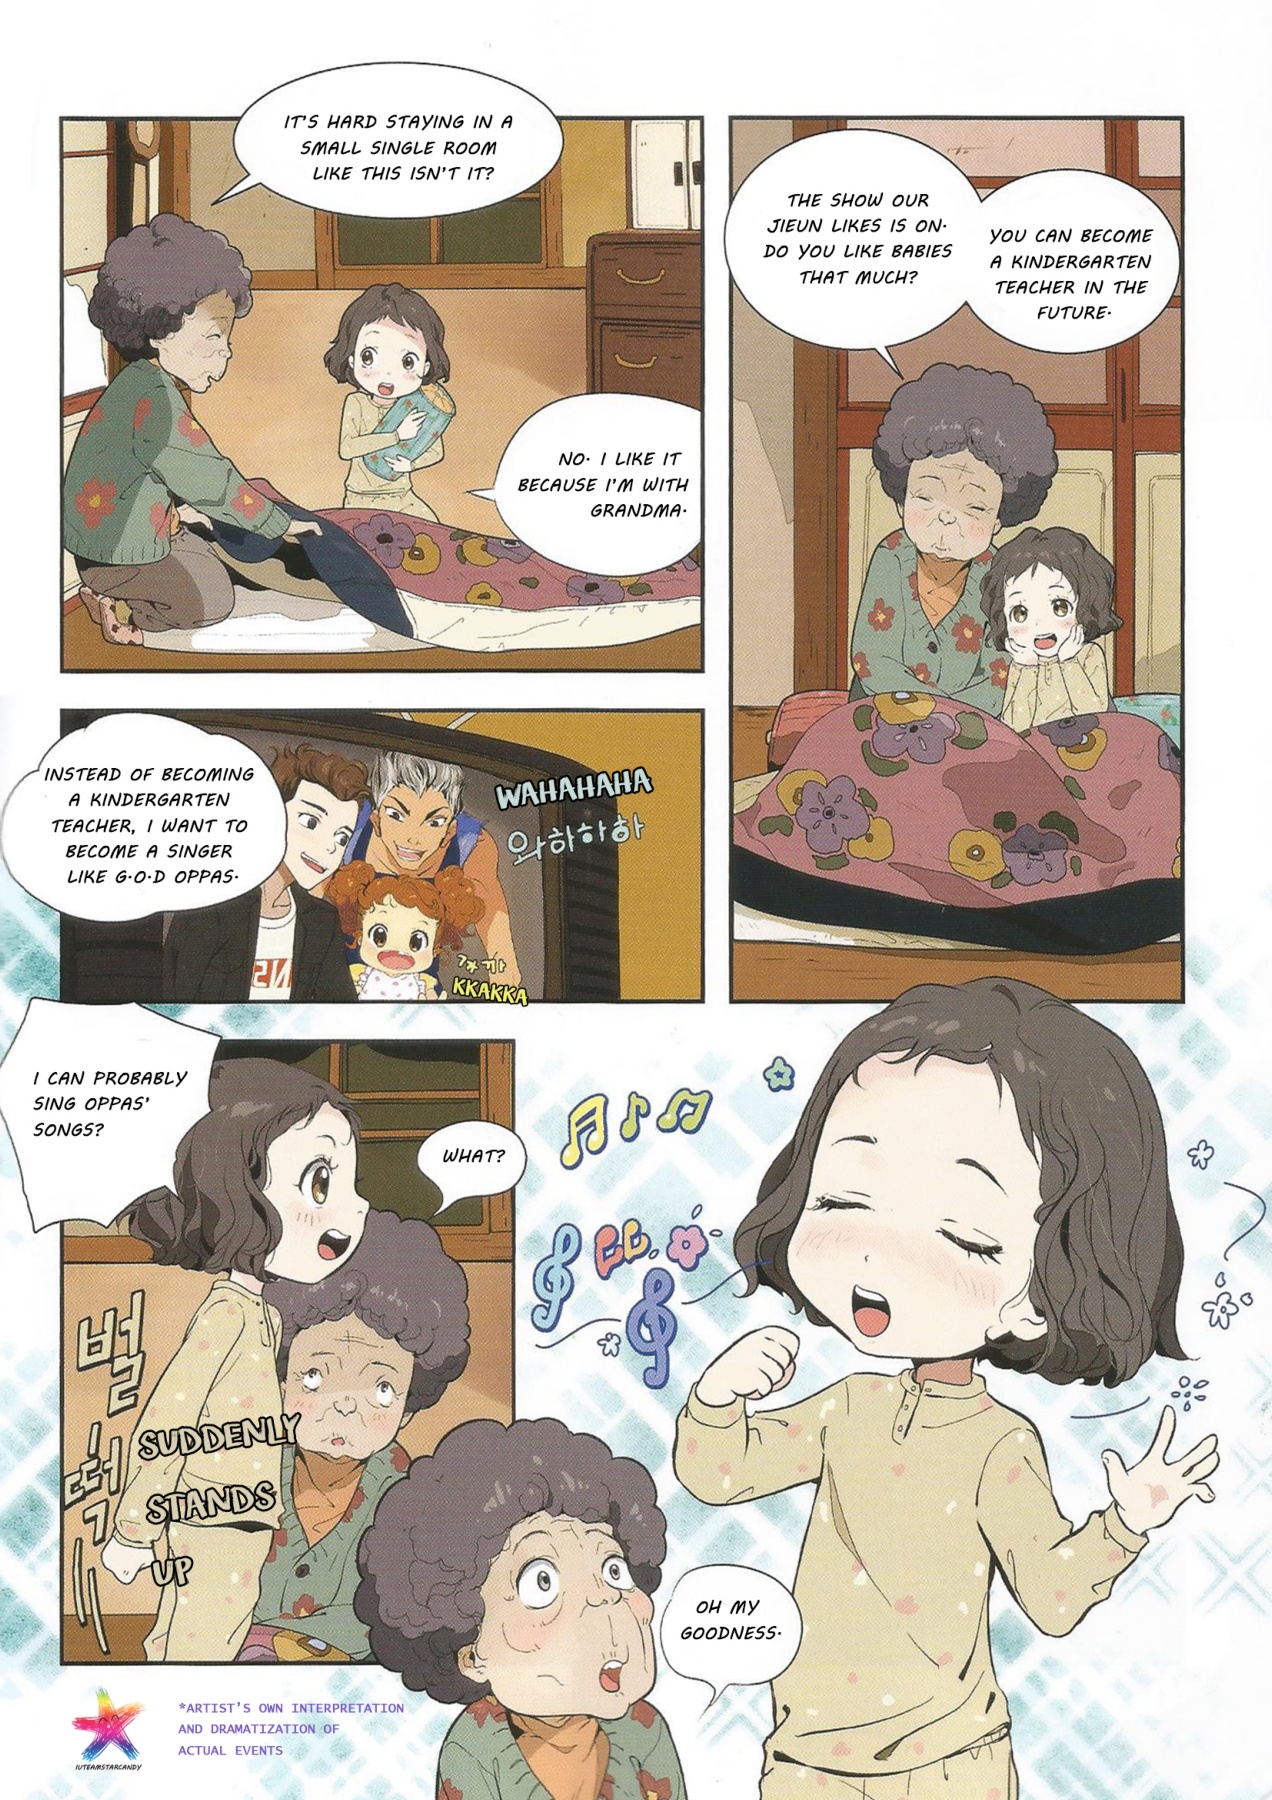 IT'S HARD STAYING IN A
SMALL SINGLE ROOM
LIKE THIS ISN'T IT?
NO. I LIKE IT
BECAUSE I'M WITH
GRANDMA.
THE SHOW OUR
JIEUN LIKES IS ON.
DO YOU LIKE BABIES
THAT MUCH?
YOU CAN BECOME
A KINDERGARTEN
TEACHER IN THE
FUTURE.
INSTEAD OF BECOMING
A KINDERGARTEN
TEACHER, I WANT TO
BECOME A SINGER
LIKE G.O.D OPPAS.
WAHAHAHA
와하하하
KKAKKA
I CAN PROBABLY
SING OPPAS'
SONGS?
WHAT?
벌
떡
SUDDENLY
STANDS
UP
OH MY
GOODNESS.
*ARTIST'S OWN INTERPRETATION
AND DRAMATIZATION OF
ACTUAL EVENTS
IUTEAMSTARCANDY